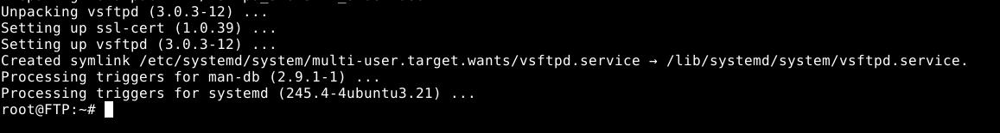 Unpacking vsftpd (3.0.3-12) ...
Setting up ssl-cert (1.0.39) ...
Setting up vsftpd (3.0.3-12) ...
Created symlink /etc/systemd/system/multi-user.target.wants/vsftpd.service → /lib/systemd/system/vsftpd.service.
Processing triggers for man-db (2.9.1-1) ...
Processing triggers for systemd (245.4-4ubuntu3.21) ...
root@FTP:~#